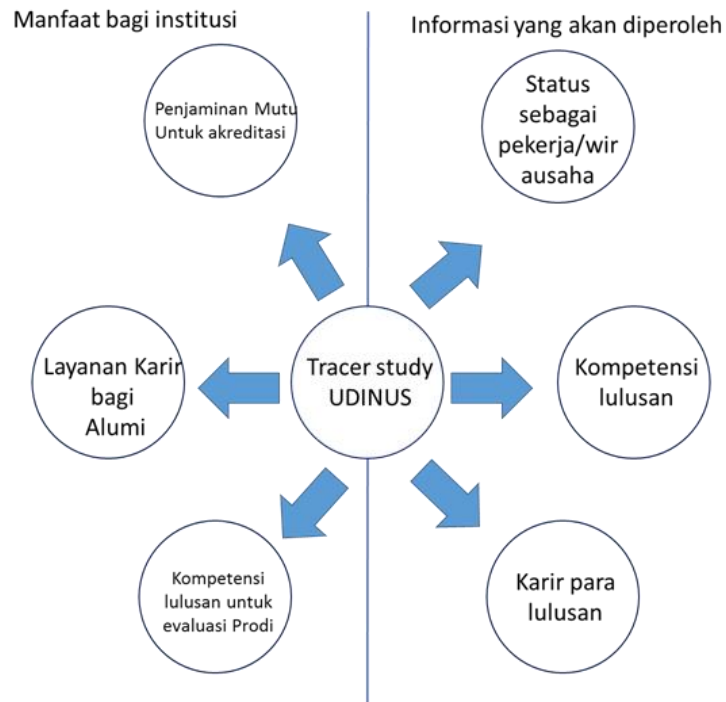 Manfaat bagi institusi
Informasi yang akan diperoleh
Penjaminan Mutu
Untuk akreditasi
Status
sebagai
pekerja/wir
ausaha
Layanan Karir
bagi
Alumi
Tracer study
UDINUS
Kompetensi
lulusan
Kompetensi
lulusan untuk
evaluasi Prodi
Karir para
lulusan